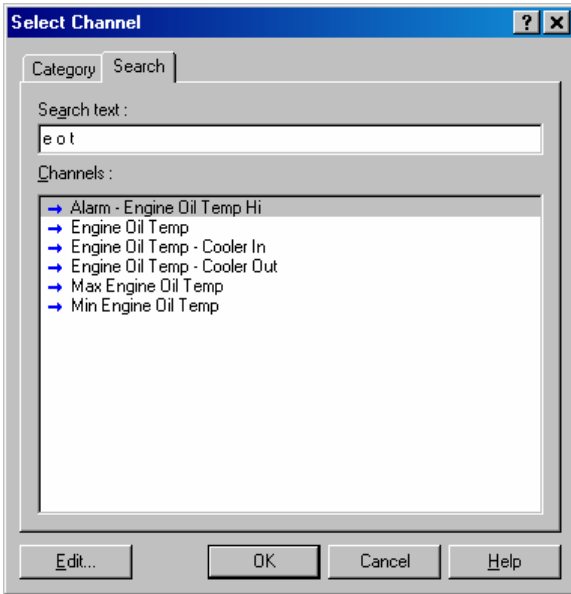 Select Channel
Category Search
Search text :
e o t
Channels :
Alarm - Engine Oil Temp Hi
Engine Oil Temp
Engine Oil Temp - Cooler In
Engine Oil Temp - Cooler Out
Max Engine Oil Temp
Min Engine Oil Temp
Edit... OK Cancel Help